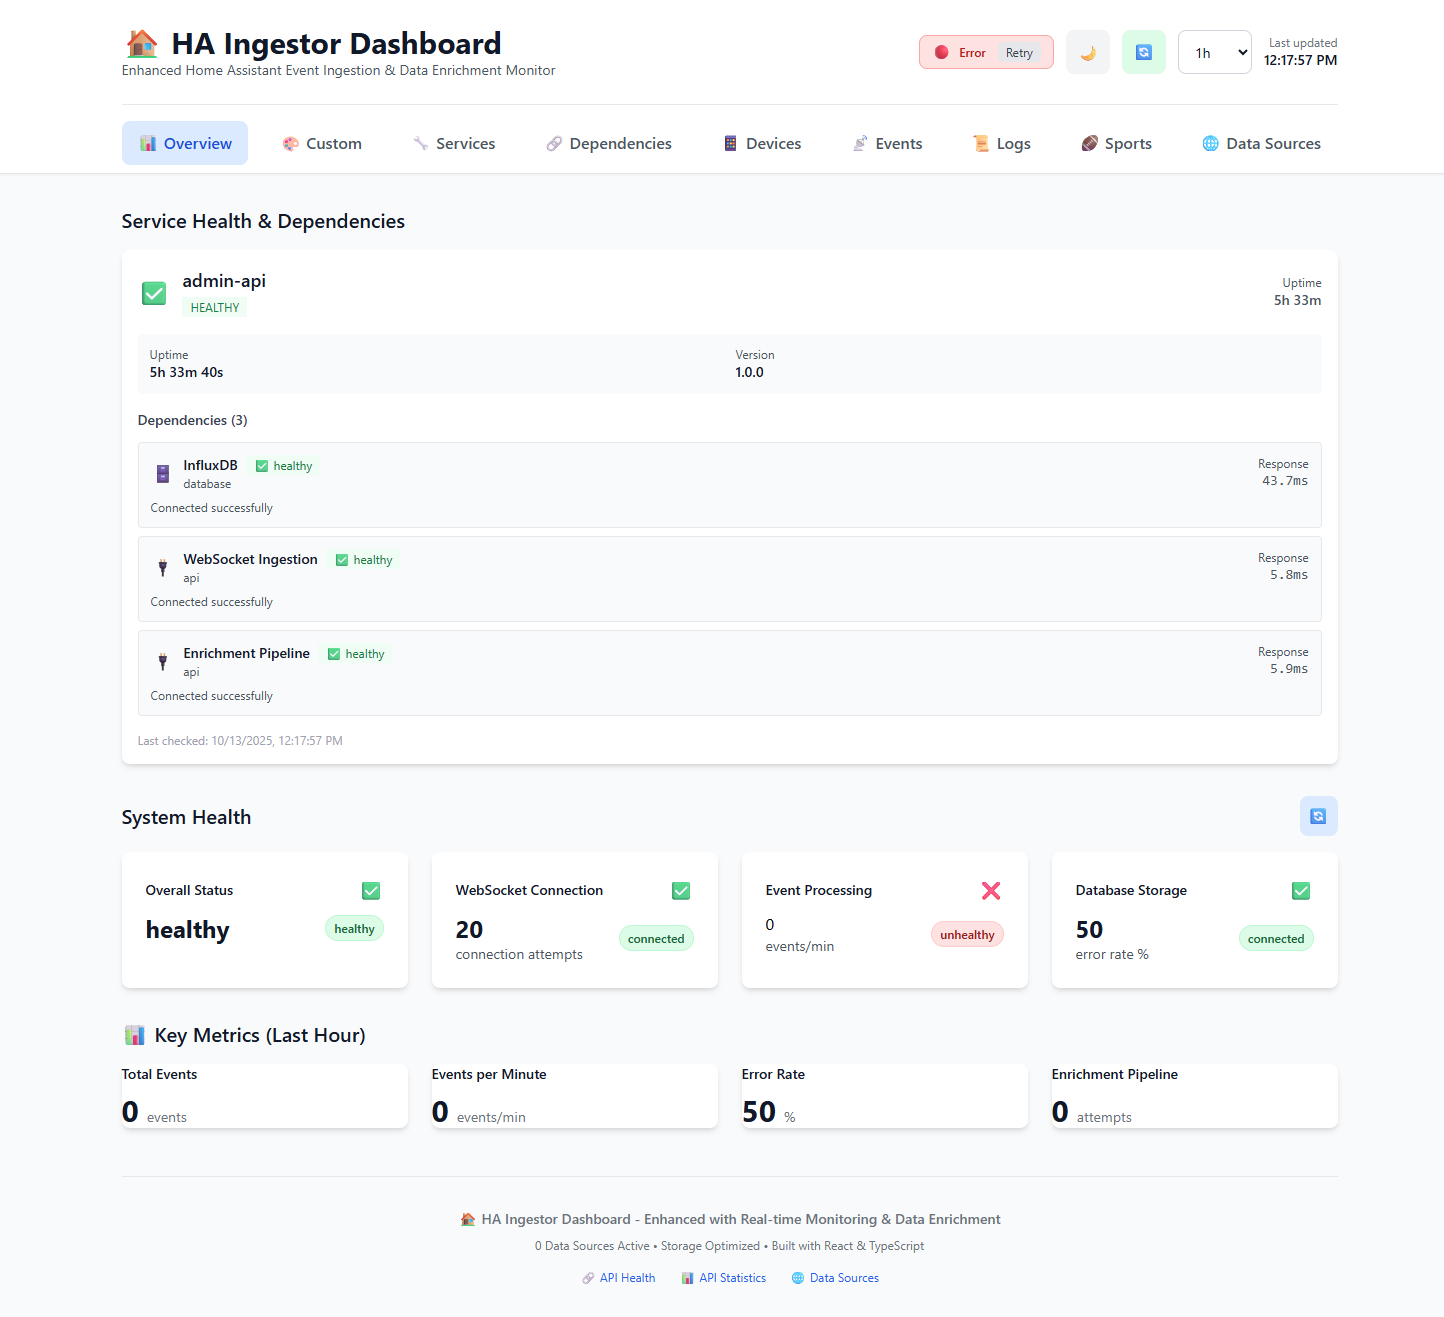 HA Ingestor Dashboard
Enhanced Home Assistant Event Ingestion & Data Enrichment Monitor
Error Retry
1h
Last updated
12:17:57 PM
Overview Custom Services Dependencies Devices Events Logs Sports Data Sources
Service Health & Dependencies
admin-api
HEALTHY
Uptime
5h 33m
Uptime
5h 33m 40s
Version
1.0.0
Dependencies (3)
InfluxDB healthy
database
Connected successfully
Response
43.7ms
WebSocket Ingestion healthy
api
Connected successfully
Response
5.8ms
Enrichment Pipeline healthy
api
Connected successfully
Response
5.9ms
Last checked: 10/13/2025, 12:17:57 PM
System Health
Overall Status
healthy
healthy
WebSocket Connection
20
connection attempts
connected
Event Processing
0
events/min
unhealthy
Database Storage
50
error rate %
connected
Key Metrics (Last Hour)
Total Events
0 events
Events per Minute
0 events/min
Error Rate
50 %
Enrichment Pipeline
0 attempts
HA Ingestor Dashboard - Enhanced with Real-time Monitoring & Data Enrichment
0 Data Sources Active • Storage Optimized • Built with React & TypeScript
API Health API Statistics Data Sources